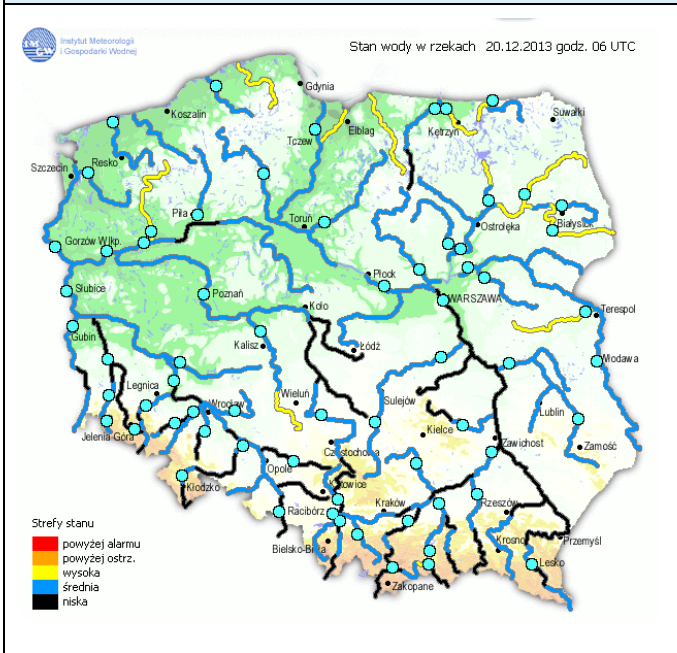 Instytut Meteorologii
i Gospodarki Wodnej
Stan wody w rzekach 20.12.2013 godz. 06 UTC
Gdynia
Koszalin
Suwałki
Elbląg
Kętrzyn
Tczew
Resko
Szczecin
Piła
Toruń
Ostrołęka
Białystok
Gorzów Wlkp.
Płock
Słubice
Poznań
Koło
WARSZAWA
Terespol
Gubin
Kalisz
Łódź
Włodawa
Legnica
Wieluń
Sulejów
Wrocław
Lublin
Jelenia Góra
Kielce
Zawichost
Zamość
Częstochowa
Opole
Kłodzko
Katowice
Racibórz
Kraków
Rzeszów
Strefy stanu
Bielsko-Biała
Krosno
Przemyśl
powyżej alarmu
powyżej ostrz.
Lesko
wysoka
Zakopane
średnia
niska